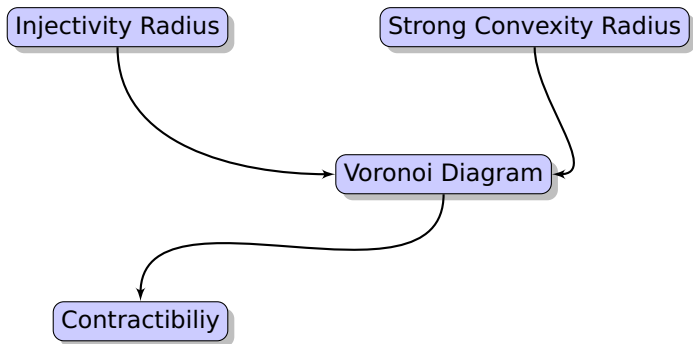 Injectivity Radius
Strong Convexity Radius
Voronoi Diagram
Contractibiliy